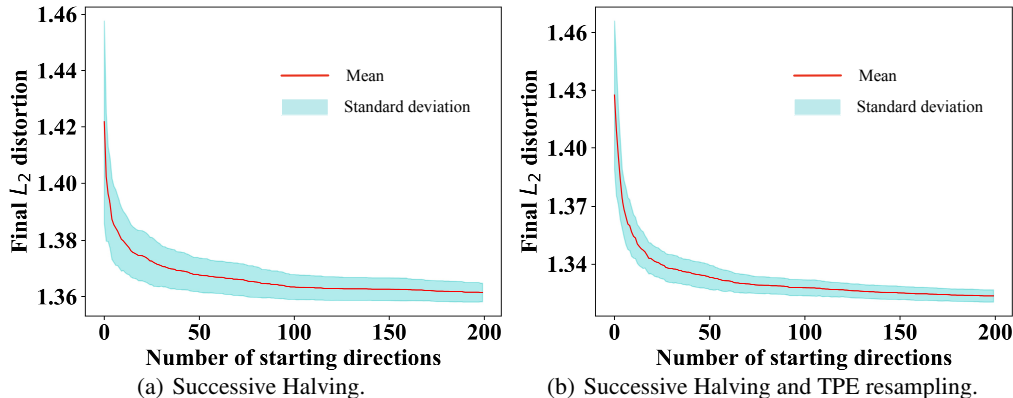 1.46
1.44
1.42
1.40
1.38
1.36
Final L₂ distortion
Mean
Standard deviation
0 50 100 150 200
Number of starting directions
(a) Successive Halving.
1.46
1.43
1.40
1.37
1.34
Final L₂ distortion
Mean
Standard deviation
0 50 100 150 200
Number of starting directions
(b) Successive Halving and TPE resampling.